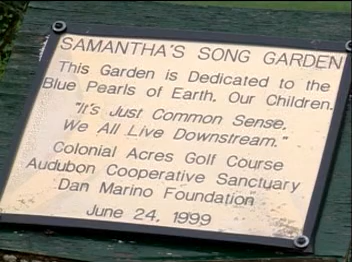 SAMANTHA'S SONG GARDEN
This Garden is Dedicated to the
Blue Pearls of Earth, Our Children.
"It's Just Common Sense,
We All Live Downstream."
Colonial Acres Golf Course
Audubon Cooperative Sanctuary
Dan Marino Foundation
June 24, 1999